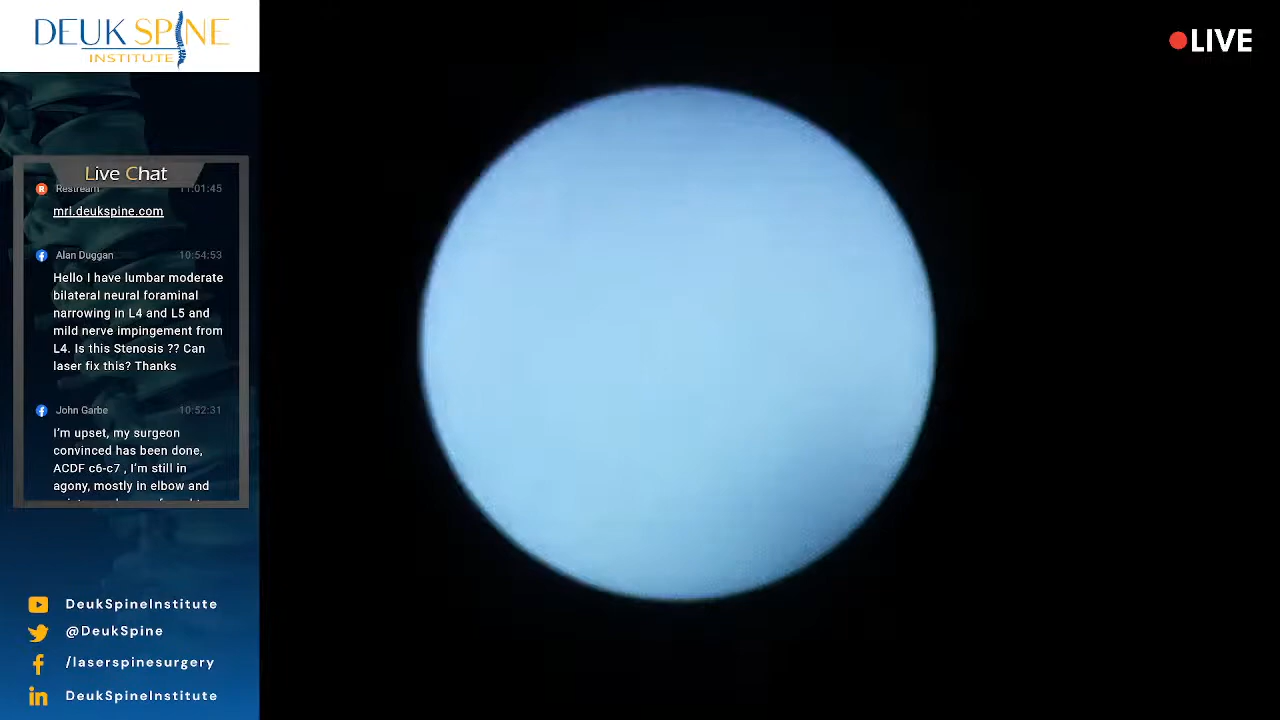 DEUK SPINE
INSTITUTE
LIVE
Live Chat
Restream 11:01:45
mri.deukspine.com
Alan Duggan 10:54:53
Hello I have lumbar moderate
bilateral neural foraminal
narrowing in L4 and L5 and
mild nerve impingement from
L4. Is this Stenosis ?? Can
laser fix this? Thanks
John Garbe 10:52:31
I'm upset, my surgeon
convinced has been done,
ACDF c6-c7 , I'm still in
agony, mostly in elbow and
DeukSpineInstitute
@DeukSpine
/laserspinesurgery
DeukSpineInstitute